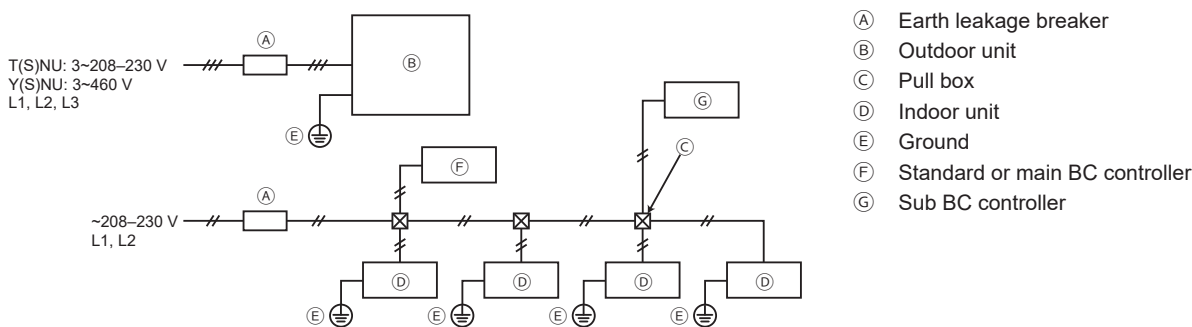 T(S)NU: 3~208–230 V
Y(S)NU: 3~460 V
L1, L2, L3
Ⓐ
Ⓑ
Ⓔ
Ⓖ
Ⓒ
Ⓕ
~208–230 V
L1, L2
Ⓐ
Ⓓ Ⓓ Ⓓ Ⓓ
Ⓔ Ⓔ Ⓔ Ⓔ
Ⓐ Earth leakage breaker
Ⓑ Outdoor unit
Ⓒ Pull box
Ⓓ Indoor unit
Ⓔ Ground
Ⓕ Standard or main BC controller
Ⓖ Sub BC controller